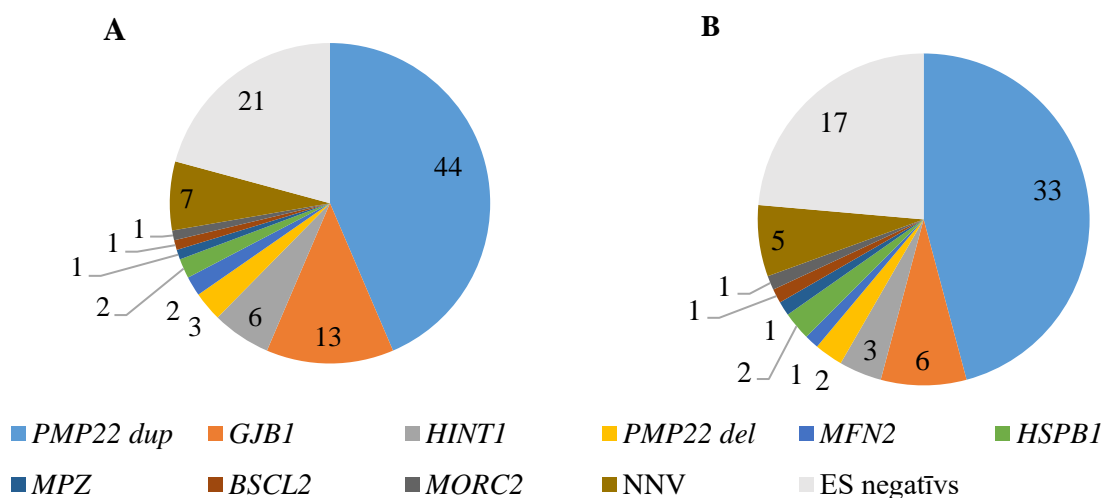 A
B
21
44
7
1
1
1
2
2
3
6
13
17
33
5
1
1
1
2
1
2
3
6
PMP22 dup
GJB1
HINT1
PMP22 del
MFN2
HSPB1
MPZ
BSCL2
MORC2
NNV
ES negatīvs